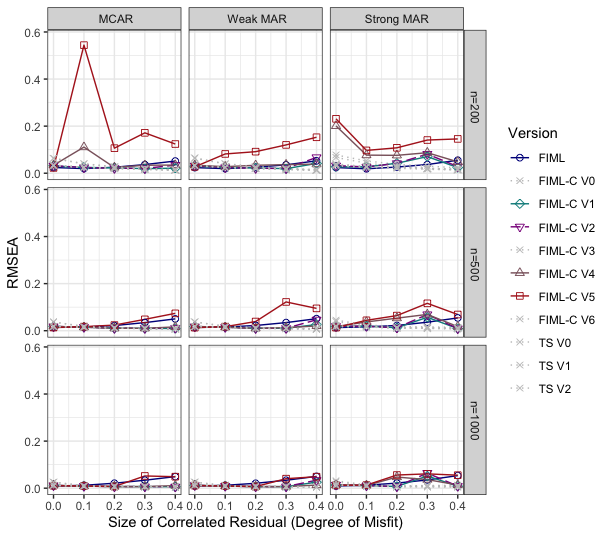 MCAR
Weak MAR
Strong MAR
0.6
0.4
0.2
0.0
n=200
0.6
0.4
0.2
0.0
n=500
0.6
0.4
0.2
0.0
n=1000
RMSEA
0.0 0.1 0.2 0.3 0.4
0.0 0.1 0.2 0.3 0.4
0.0 0.1 0.2 0.3 0.4
Size of Correlated Residual (Degree of Misfit)
Version
FIML
FIML-C V0
FIML-C V1
FIML-C V2
FIML-C V3
FIML-C V4
FIML-C V5
FIML-C V6
TS V0
TS V1
TS V2